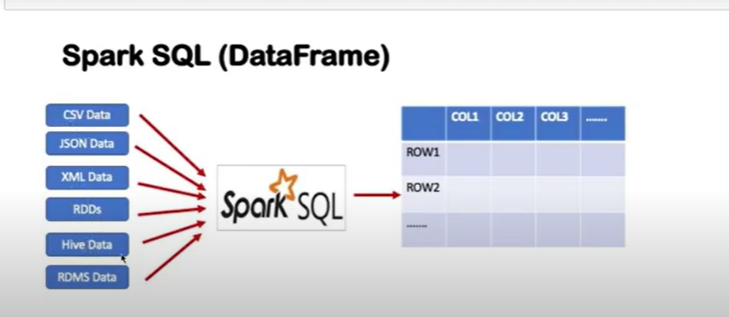 Spark SQL (DataFrame)
CSV Data
JSON Data
XML Data
RDDs
Hive Data
RDMS Data
Spark SQL
COL1 COL2 COL3 .......
ROW1
ROW2
.......